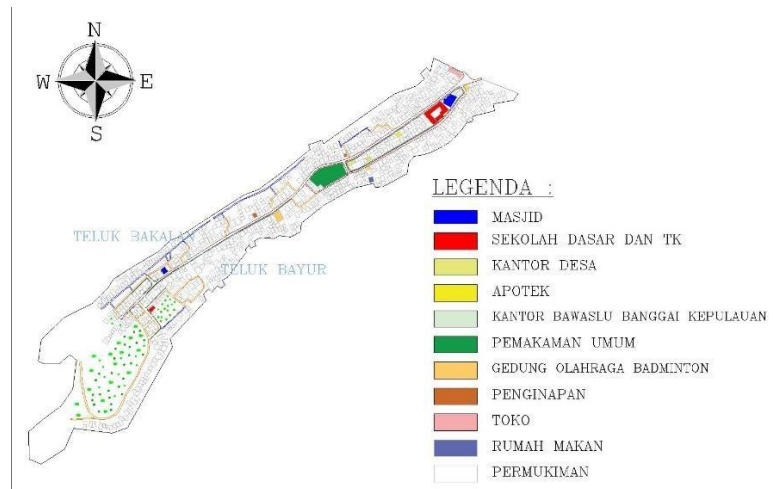 N
W E
S
TELUK BAKALAN
TELUK BAYUR
LEGENDA :
MASJID
SEKOLAH DASAR DAN TK
KANTOR DESA
APOTEK
KANTOR BAWASLU BANGGAI KEPULAUAN
PEMAKAMAN UMUM
GEDUNG OLAHRAGA BADMINTON
PENGINAPAN
TOKO
RUMAH MAKAN
PERMUKIMAN